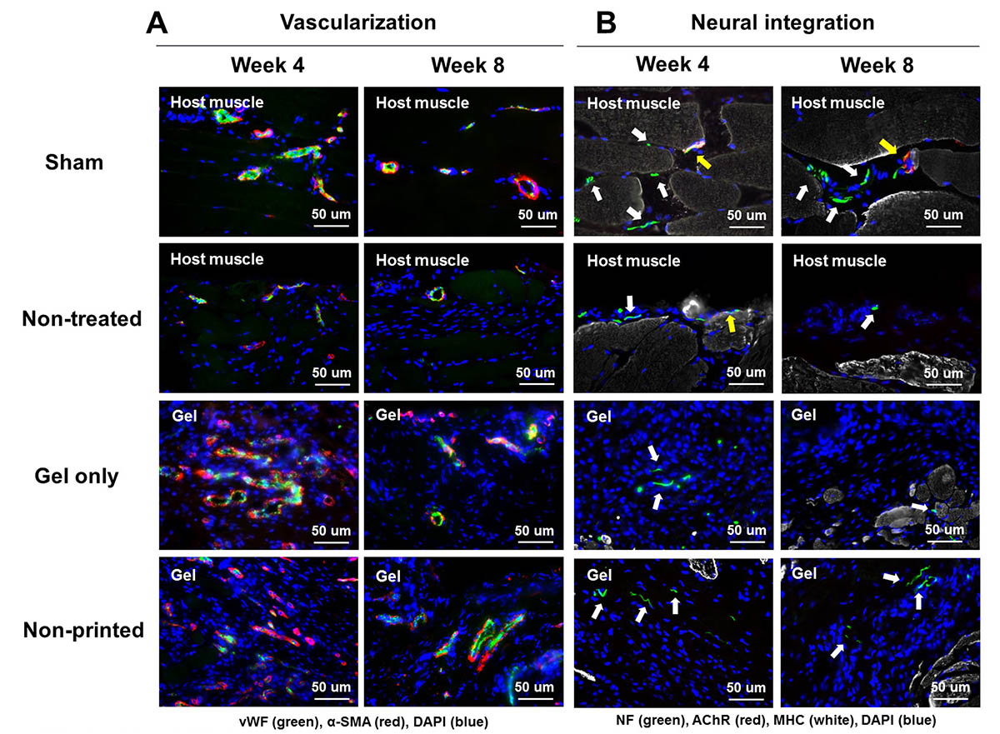 A Vascularization B Neural integration
Week 4 Week 8 Week 4 Week 8
Sham
Host muscle Host muscle Host muscle Host muscle
50 um 50 um 50 um 50 um
Non-treated
Host muscle Host muscle Host muscle Host muscle
50 um 50 um 50 um 50 um
Gel only
Gel Gel Gel Gel
50 um 50 um 50 um 50 um
Non-printed
Gel Gel Gel Gel
50 um 50 um 50 um 50 um
vWF (green), α-SMA (red), DAPI (blue) NF (green), AChR (red), MHC (white), DAPI (blue)